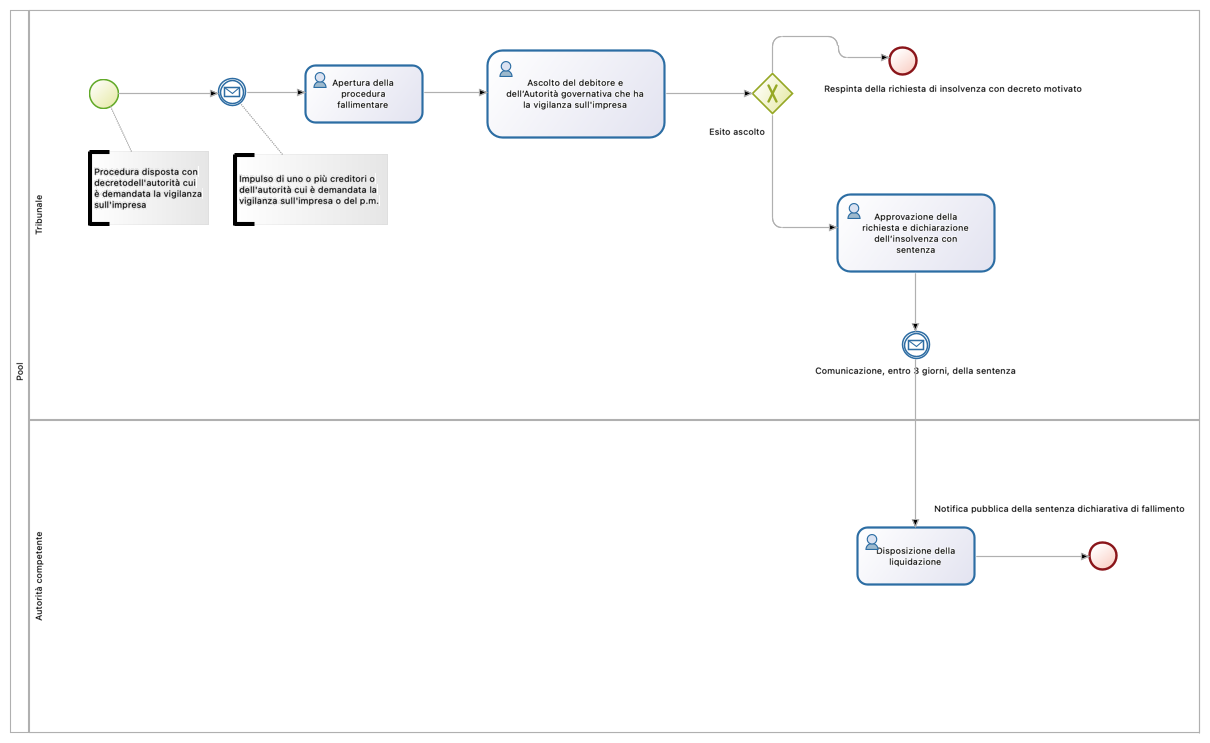 Pool
Tribunale
Apertura della
procedura
fallimentare
Ascolto del debitore e
dell'Autorità governativa che ha
la vigilanza sull'impresa
Esito ascolto
Respinta della richiesta di insolvenza con decreto motivato
Procedura disposta con
decretodell'autorità cui
è demandata la vigilanza
sull'impresa
Impulso di uno o più creditori o
dell'autorità cui è demandata la
vigilanza sull'impresa o del p.m.
Approvazione della
richiesta e dichiarazione
dell'insolvenza con
sentenza
Comunicazione, entro 3 giorni, della sentenza
Autorità competente
Notifica pubblica della sentenza dichiarativa di fallimento
Disposizione della
liquidazione